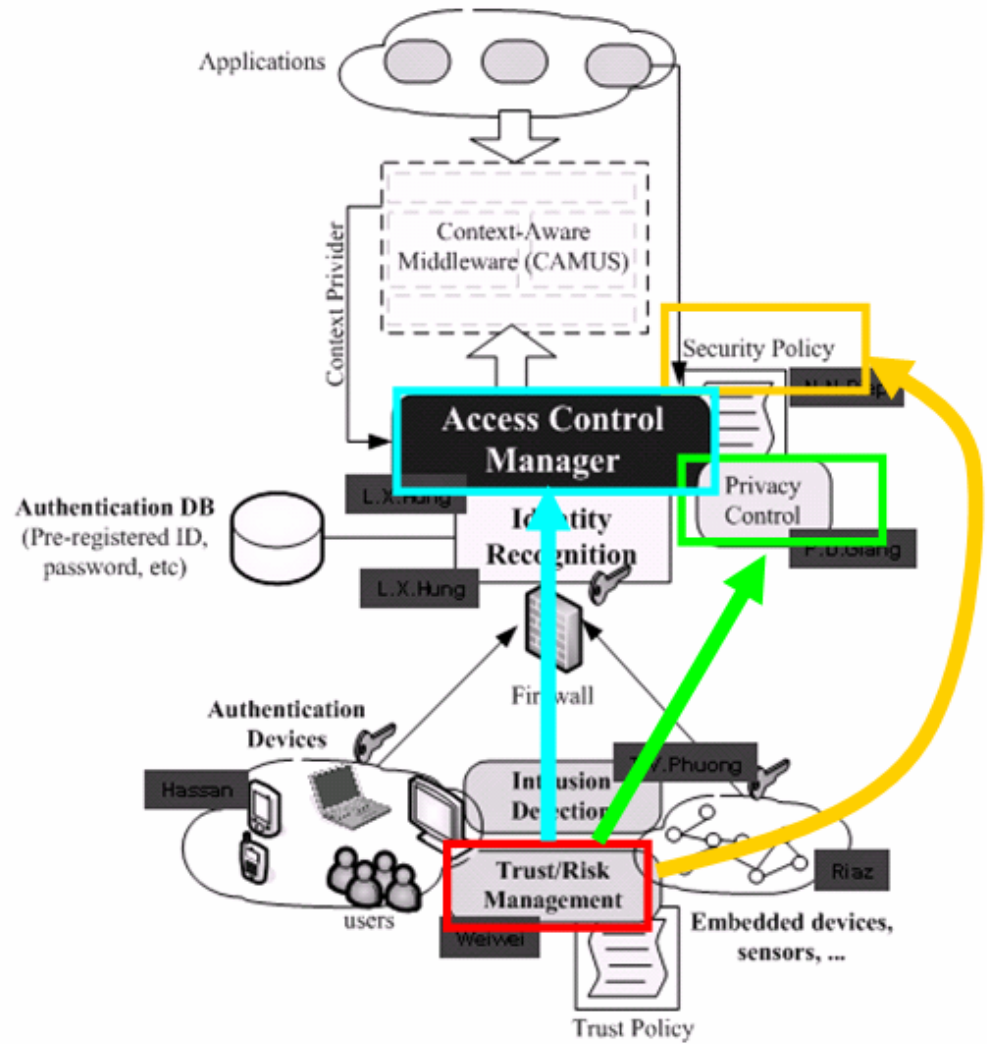 Applications
Context-Aware
Middleware (CAMUS)
Context Privider
Security Policy
Access Control
Manager
L.X.Hung
Privacy
Control
Authentication DB
(Pre-registered ID,
password, etc)
Identity
Recognition
P.D.Giang
L.X.Hung
Firewall
Authentication
Devices
T.V.Phuong
Hassan
Intrusion
Detection
Trust/Risk
Management
Riaz
users
Weiwei
Embedded devices,
sensors, ...
Trust Policy